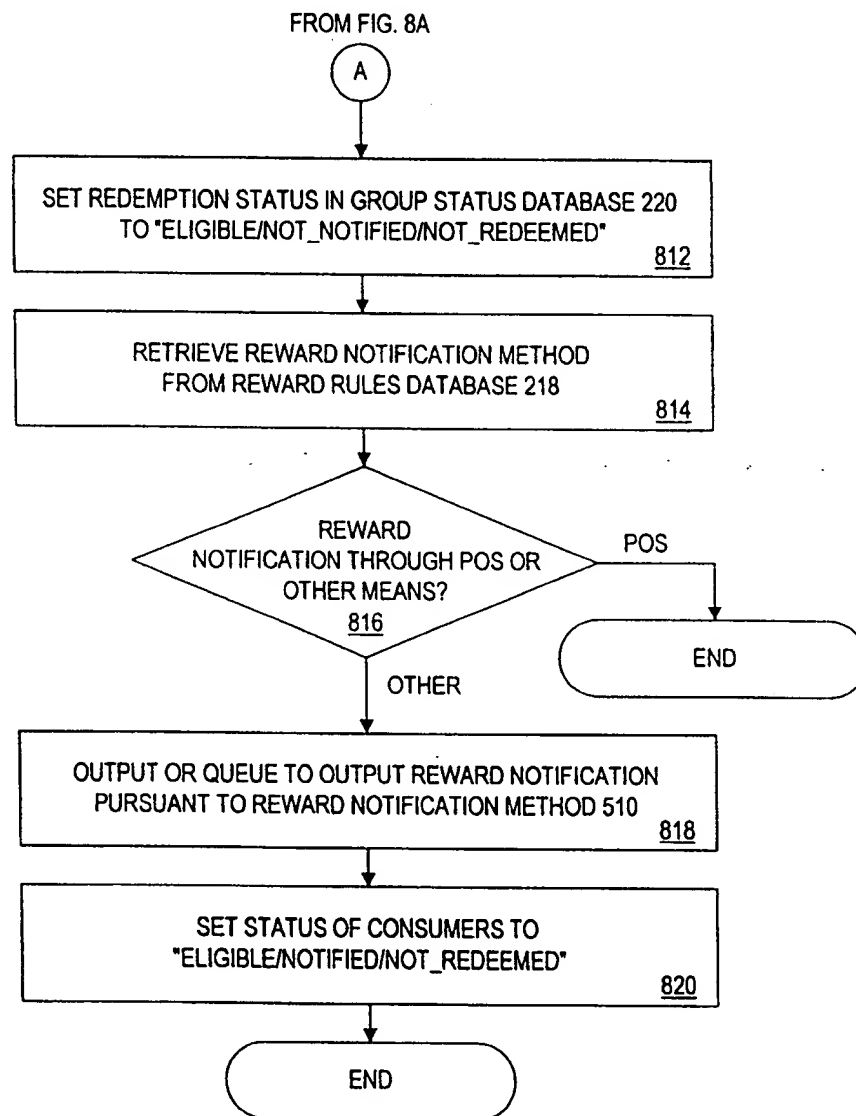 FROM FIG. 8A
A
SET REDEMPTION STATUS IN GROUP STATUS DATABASE 220
TO "ELIGIBLE/NOT_NOTIFIED/NOT_REDEEMED"
812
RETRIEVE REWARD NOTIFICATION METHOD
FROM REWARD RULES DATABASE 218
814
REWARD
NOTIFICATION THROUGH POS OR
OTHER MEANS?
816
POS
END
OTHER
OUTPUT OR QUEUE TO OUTPUT REWARD NOTIFICATION
PURSUANT TO REWARD NOTIFICATION METHOD 510
818
SET STATUS OF CONSUMERS TO
"ELIGIBLE/NOTIFIED/NOT_REDEEMED"
820
END